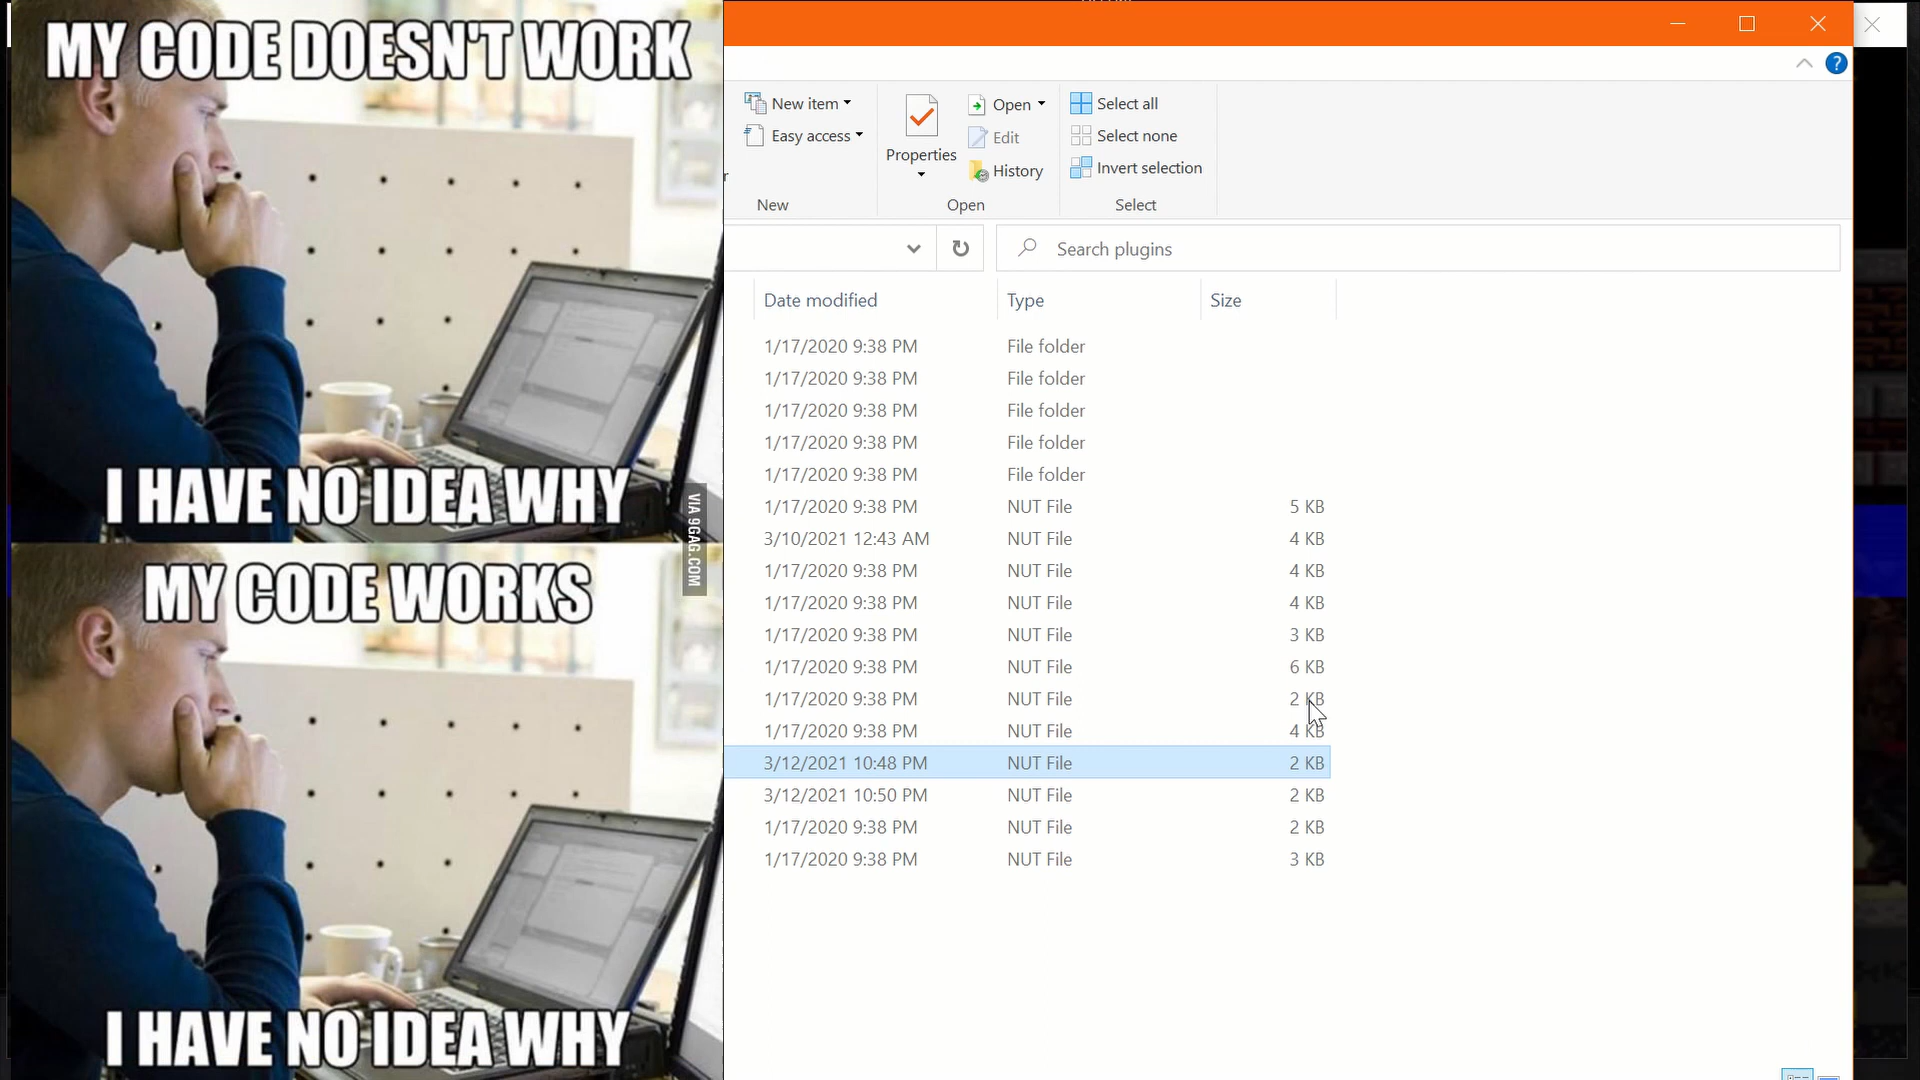 MY CODE DOESN'T WORK
I HAVE NO IDEA WHY
VIA 9GAG.COM
MY CODE WORKS
I HAVE NO IDEA WHY
?
New item
Easy access
New
Properties
Open
Edit
History
Open
Select all
Select none
Invert selection
Select
Search plugins
Date modified Type Size
1/17/2020 9:38 PM File folder
1/17/2020 9:38 PM File folder
1/17/2020 9:38 PM File folder
1/17/2020 9:38 PM File folder
1/17/2020 9:38 PM File folder
1/17/2020 9:38 PM NUT File 5 KB
3/10/2021 12:43 AM NUT File 4 KB
1/17/2020 9:38 PM NUT File 4 KB
1/17/2020 9:38 PM NUT File 4 KB
1/17/2020 9:38 PM NUT File 3 KB
1/17/2020 9:38 PM NUT File 6 KB
1/17/2020 9:38 PM NUT File 2 KB
1/17/2020 9:38 PM NUT File 4 KB
3/12/2021 10:48 PM NUT File 2 KB
3/12/2021 10:50 PM NUT File 2 KB
1/17/2020 9:38 PM NUT File 2 KB
1/17/2020 9:38 PM NUT File 3 KB